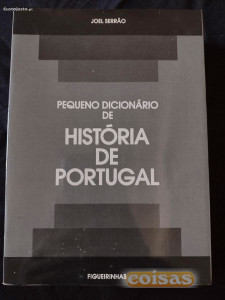 JOEL SERRÃO
PEQUENO DICIONÁRIO
DE
HISTÓRIA
DE
PORTUGAL
FIGUEIRINHAS
coisas